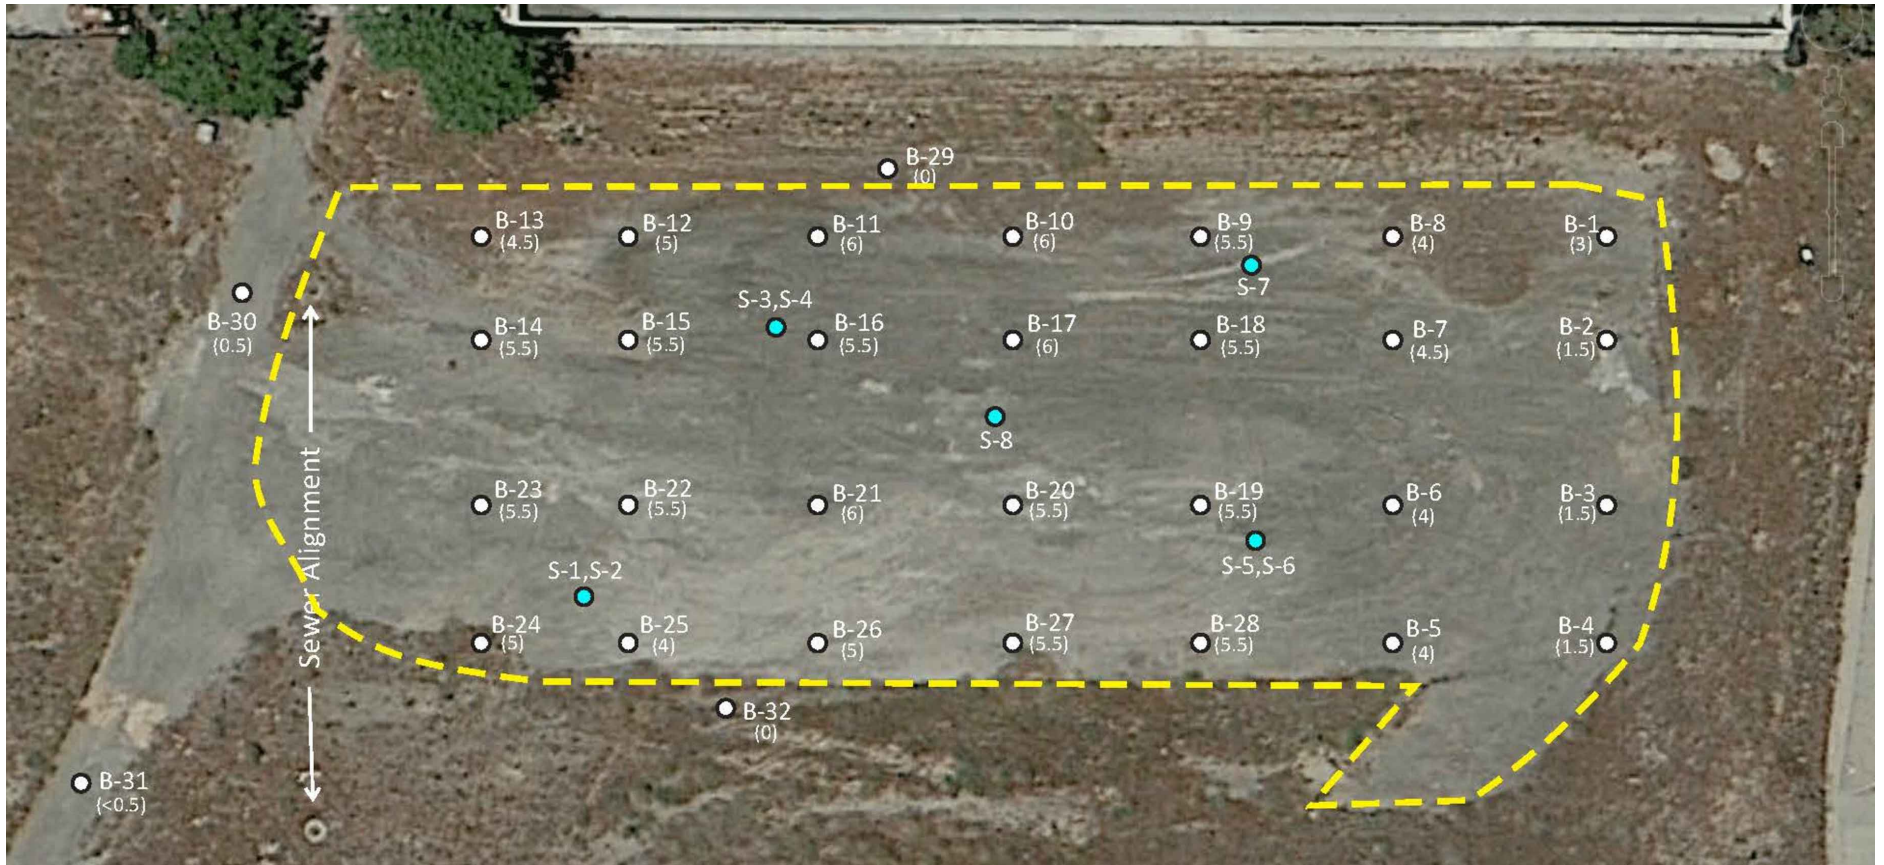 B-29
(0)
B-13
(4.5)
B-12
(5)
B-11
(6)
B-10
(6)
B-9
(5.5)
B-8
(4)
B-1
(3)
S-7
S-3,S-4
B-30
(0.5)
B-14
(5.5)
B-15
(5.5)
B-16
(5.5)
B-17
(6)
B-18
(5.5)
B-7
(4.5)
B-2
(1.5)
S-8
Sewer Alignment
B-23
(5.5)
B-22
(5.5)
B-21
(6)
B-20
(5.5)
B-19
(5.5)
B-6
(4)
B-3
(1.5)
S-5,S-6
S-1,S-2
B-24
(5)
B-25
(4)
B-26
(5)
B-27
(5.5)
B-28
(5.5)
B-5
(4)
B-4
(1.5)
B-32
(0)
B-31
(<0.5)